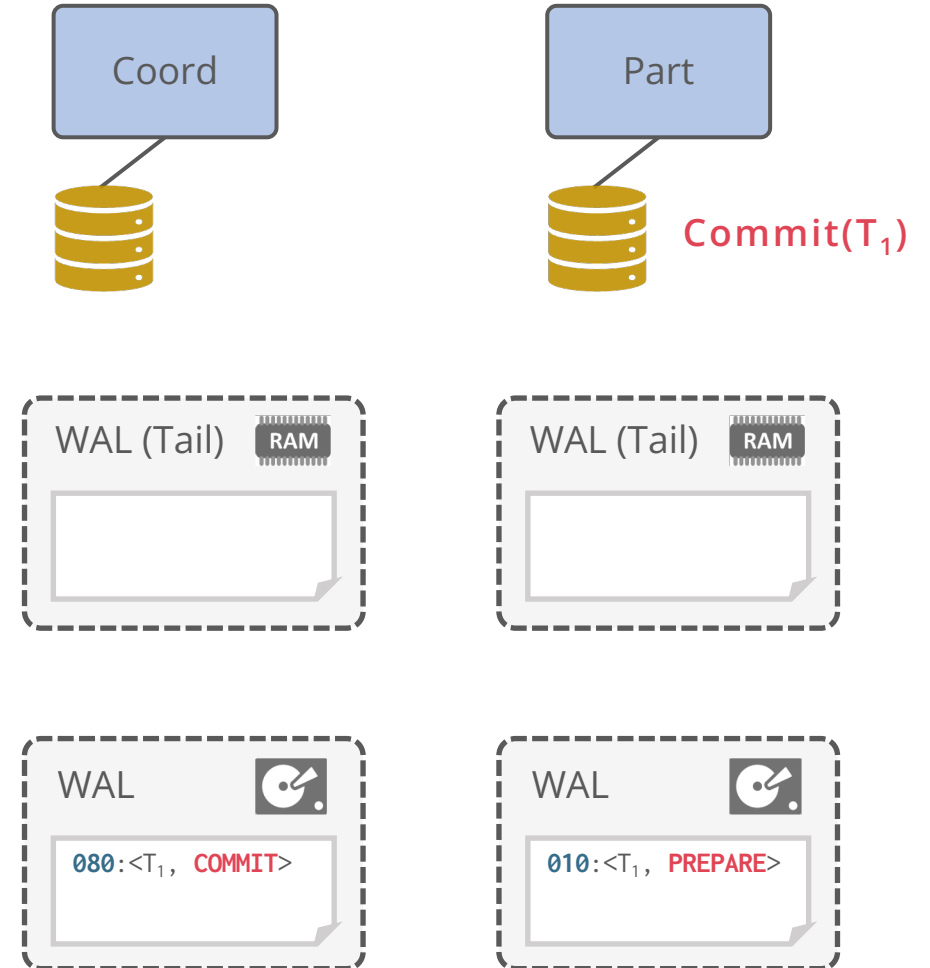 Coord
Part
Commit(T₁)
WAL (Tail) RAM
WAL (Tail) RAM
WAL
WAL
080:<T₁, COMMIT>
010:<T₁, PREPARE>